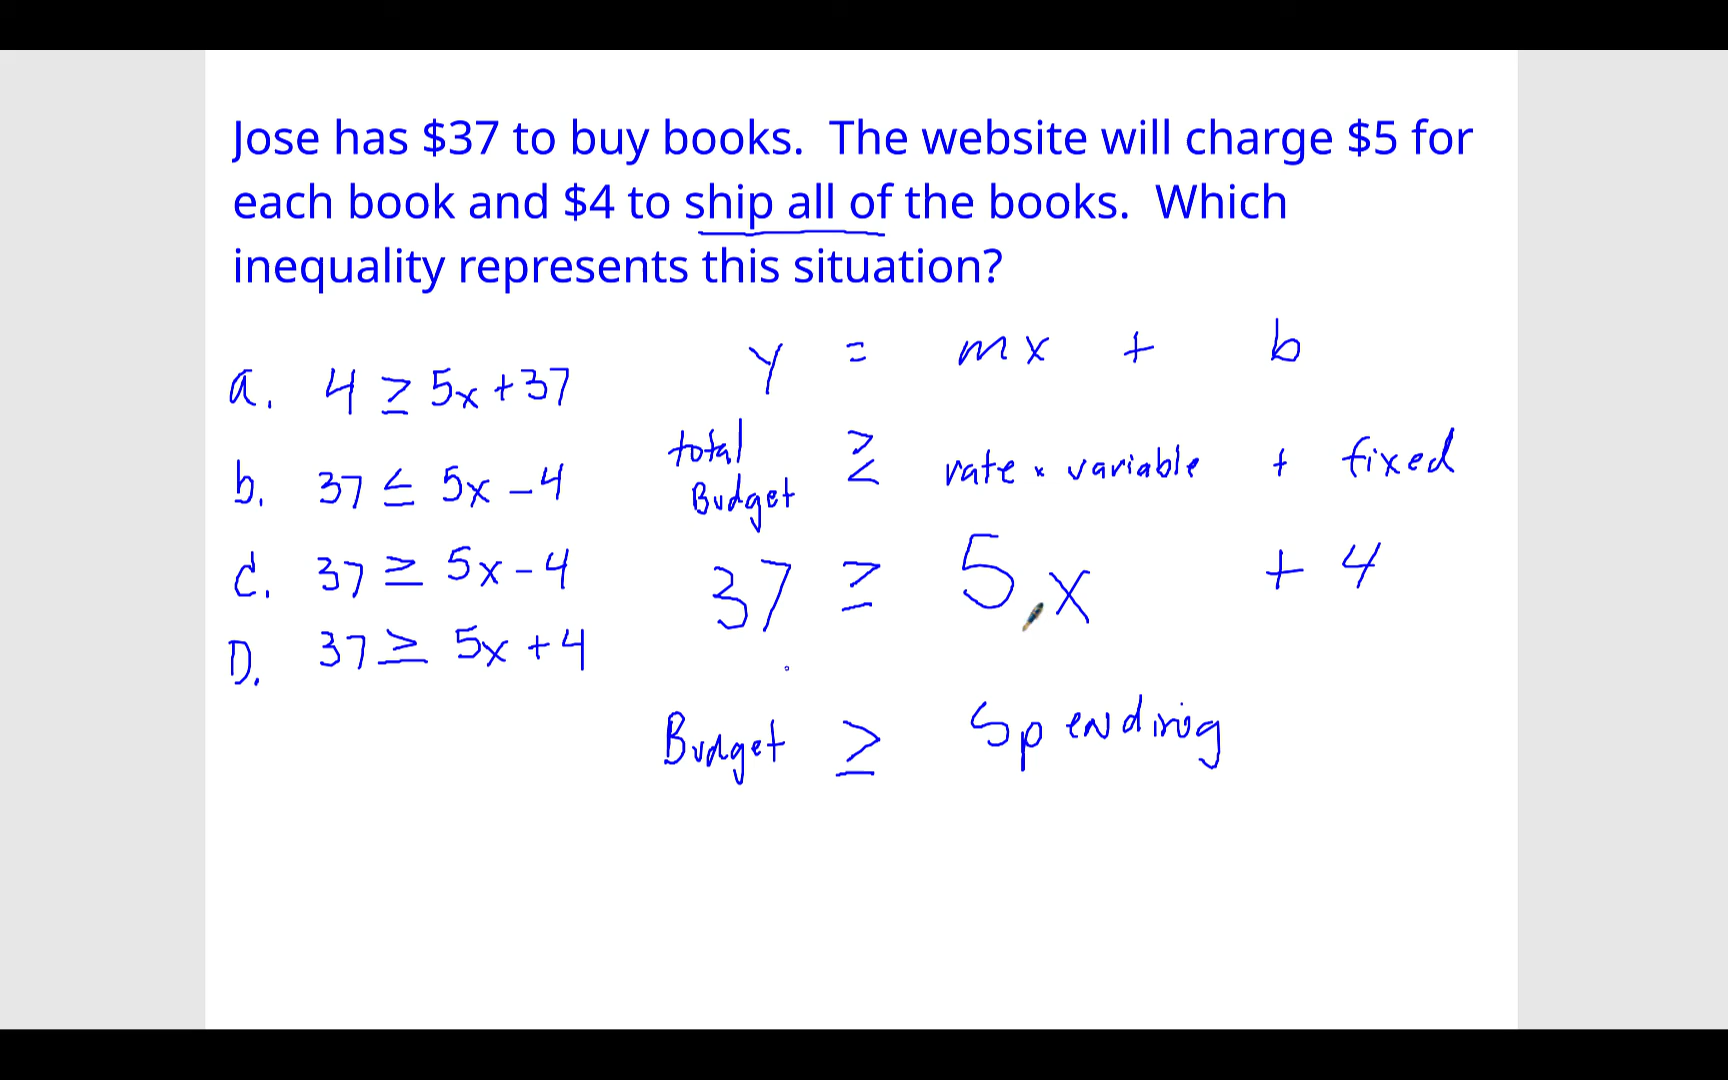 Jose has $37 to buy books. The website will charge $5 for
each book and $4 to ship all of the books. Which
inequality represents this situation?
y = mx + b
a. 4 ≥ 5x + 37
total Budget ≥ rate × variable + fixed
b. 37 ≤ 5x - 4
c. 37 ≥ 5x - 4
37 ≥ 5x + 4
D. 37 ≥ 5x + 4
Budget ≥ Spending